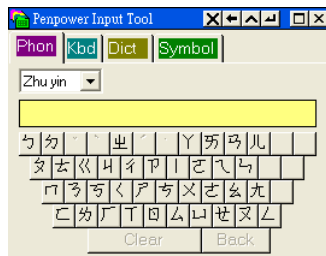 Penpower Input Tool
Phon Kbd Dict Symbol
Zhu yin
ㄅ ㄉ ˇ ˋ ㄓ ˊ ˙ ㄚ ㄞ ㄢ ㄦ
ㄆ ㄊ ㄍ ㄐ ㄔ ㄗ ㄧ ㄛ ㄟ ㄣ
ㄇ ㄋ ㄎ ㄑ ㄕ ㄘ ㄨ ㄜ ㄠ ㄤ
ㄈ ㄌ ㄏ ㄒ ㄖ ㄙ ㄩ ㄝ ㄡ ㄥ
Clear Back